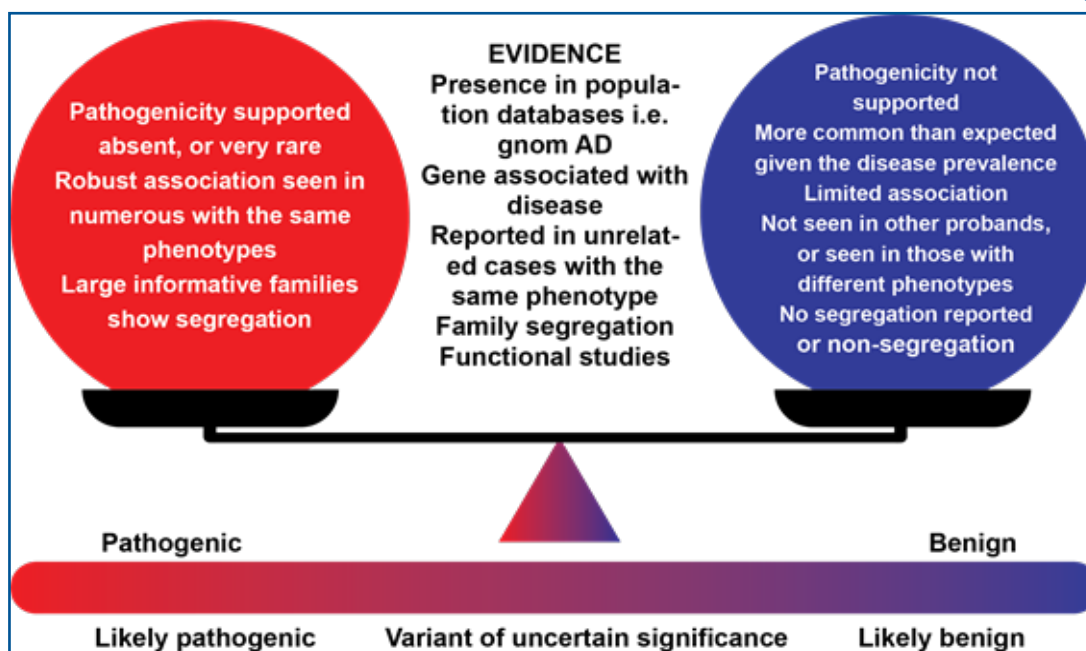 Pathogenicity supported
absent, or very rare
Robust association seen in
numerous with the same
phenotypes
Large informative families
show segregation
EVIDENCE
Presence in popula-
tion databases i.e.
gnom AD
Gene associated with
disease
Reported in unrelat-
ed cases with the
same phenotype
Family segregation
Functional studies
Pathogenicity not
supported
More common than expected
given the disease prevalence
Limited association
Not seen in other probands,
or seen in those with
different phenotypes
No segregation reported
or non-segregation
Pathogenic
Benign
Likely pathogenic
Variant of uncertain significance
Likely benign